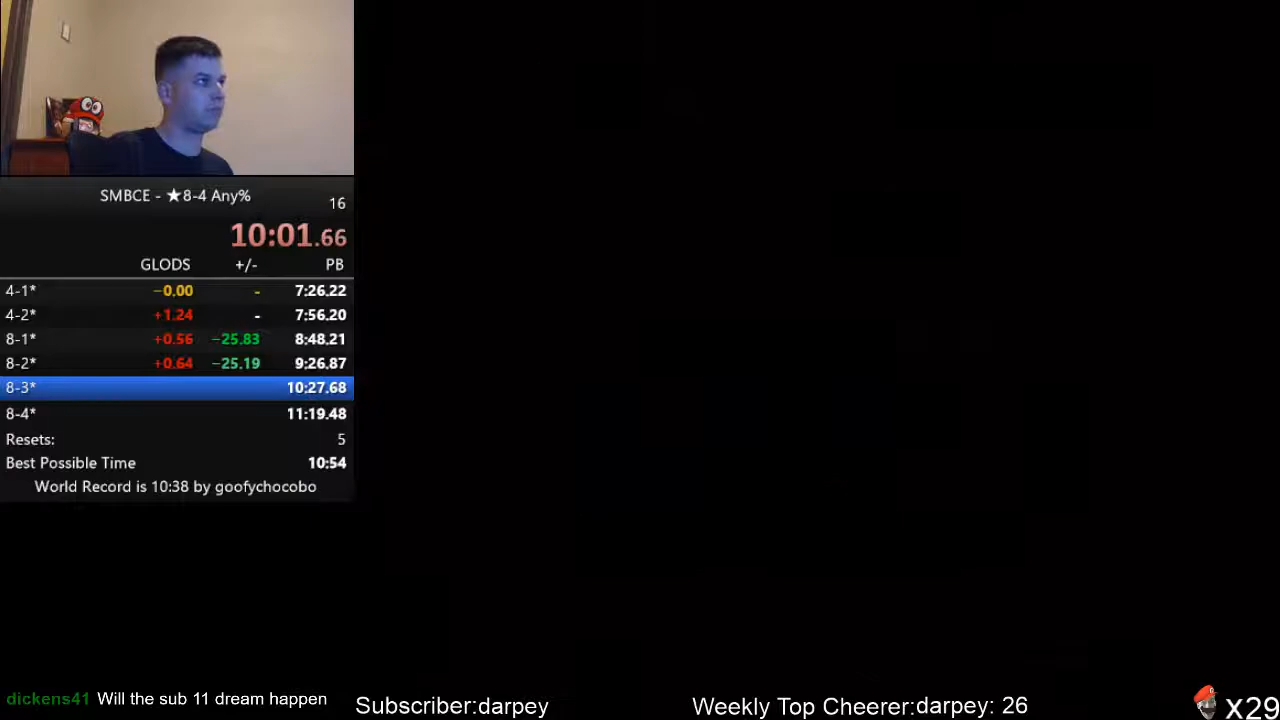 SMBCE - ★8-4 Any%
16
10:01.66
GLODS +/- PB
4-1* −0.00 - 7:26.22
4-2* +1.24 - 7:56.20
8-1* +0.56 −25.83 8:48.21
8-2* +0.64 −25.19 9:26.87
8-3* 10:27.68
8-4* 11:19.48
Resets: 5
Best Possible Time 10:54
World Record is 10:38 by goofychocobo
dickens41 Will the sub 11 dream happen
Subscriber:darpey
Weekly Top Cheerer:darpey: 26
x29